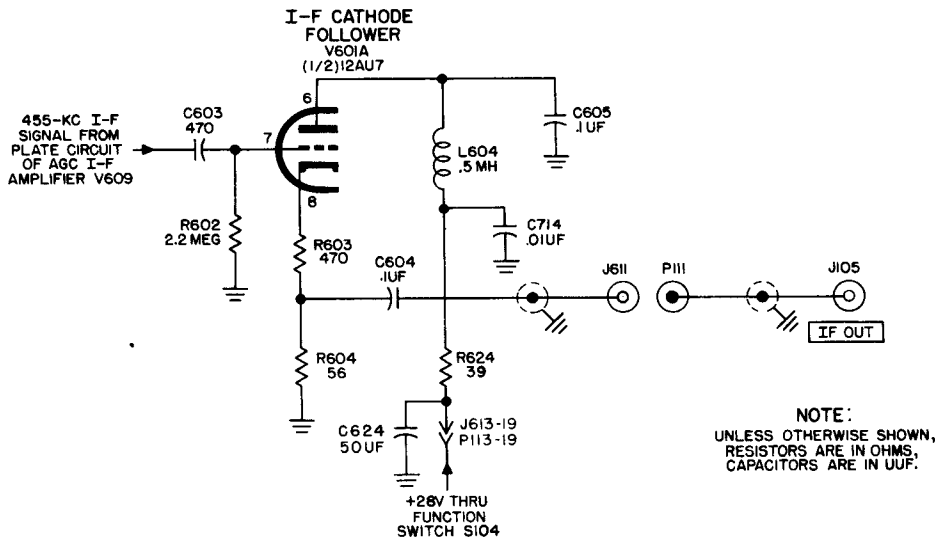 I-F CATHODE
FOLLOWER
V601A
(1/2)12AU7
6
7
8
455-KC I-F
SIGNAL FROM
PLATE CIRCUIT
OF AGC I-F
AMPLIFIER V609
C603
470
R602
2.2 MEG
R603
470
C604
.1UF
R604
56
L604
.5 MH
C605
.1 UF
C714
.01UF
J611
P111
J105
IF OUT
R624
39
C624
50UF
J613-19
P113-19
+28V THRU
FUNCTION
SWITCH S104
NOTE:
UNLESS OTHERWISE SHOWN,
RESISTORS ARE IN OHMS,
CAPACITORS ARE IN UUF.